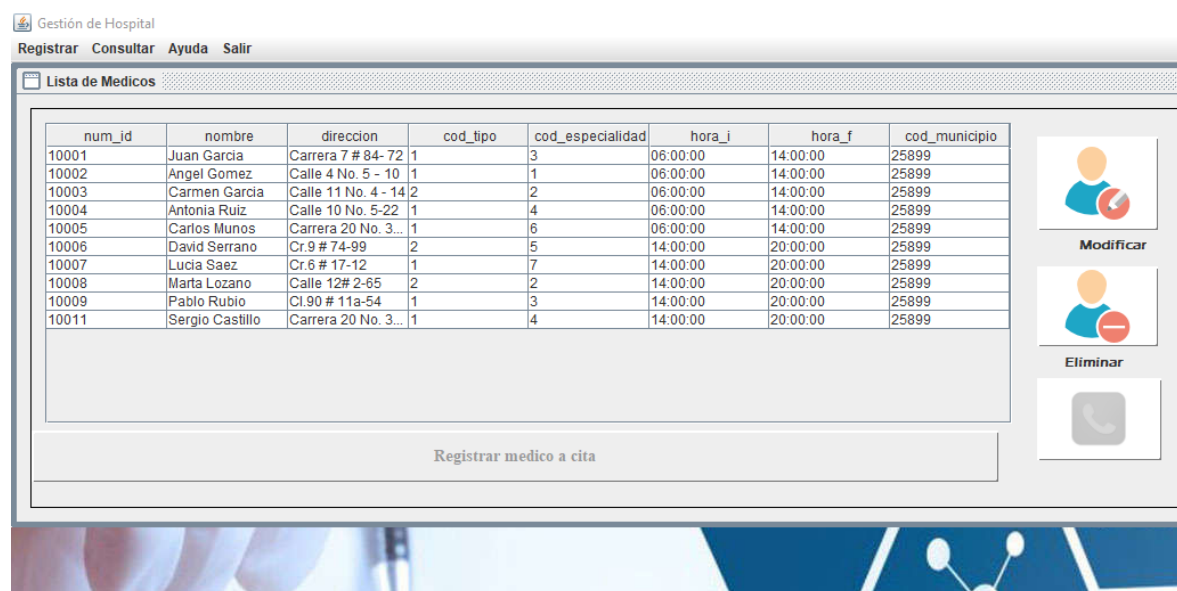 Gestión de Hospital
Registrar Consultar Ayuda Salir
Lista de Medicos
num_id nombre direccion cod_tipo cod_especialidad hora_i hora_f cod_municipio
10001 Juan Garcia Carrera 7 # 84- 72 1 3 06:00:00 14:00:00 25899
10002 Angel Gomez Calle 4 No. 5 - 10 1 1 06:00:00 14:00:00 25899
10003 Carmen Garcia Calle 11 No. 4 - 14 2 2 06:00:00 14:00:00 25899
10004 Antonia Ruiz Calle 10 No. 5-22 1 4 06:00:00 14:00:00 25899
10005 Carlos Munos Carrera 20 No. 3... 1 6 06:00:00 14:00:00 25899
10006 David Serrano Cr.9 # 74-99 2 5 14:00:00 20:00:00 25899
10007 Lucia Saez Cr.6 # 17-12 1 7 14:00:00 20:00:00 25899
10008 Marta Lozano Calle 12# 2-65 2 2 14:00:00 20:00:00 25899
10009 Pablo Rubio Cl.90 # 11a-54 1 3 14:00:00 20:00:00 25899
10011 Sergio Castillo Carrera 20 No. 3... 1 4 14:00:00 20:00:00 25899
Modificar
Eliminar
Registrar medico a cita